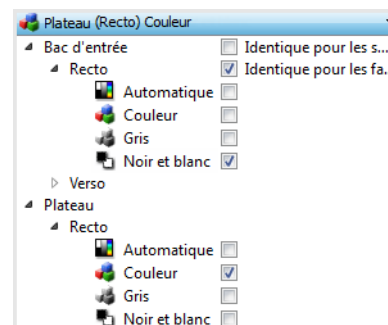 Plateau (Recto) Couleur
Bac d'entrée Identique pour les s...
Recto Identique pour les fa..
Automatique
Couleur
Gris
Noir et blanc
Verso
Plateau
Recto
Automatique
Couleur
Gris
Noir et blanc